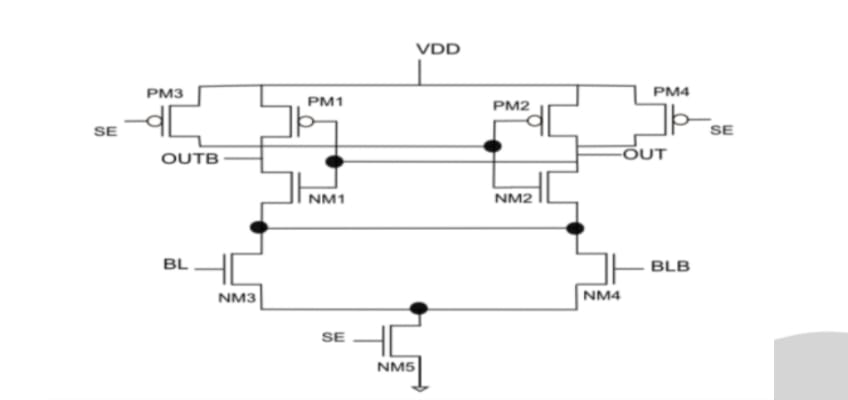 VDD
PM3
PM1
PM2
PM4
SE
SE
OUTB
OUT
NM1
NM2
BL
BLB
NM3
NM4
SE
NM5